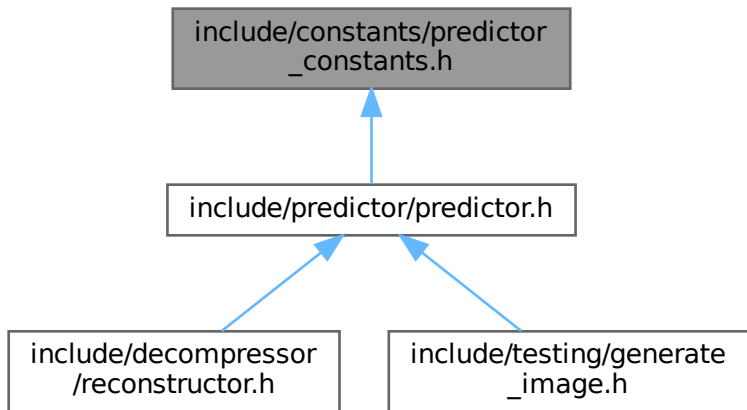 include/constants/predictor
_constants.h
include/predictor/predictor.h
include/decompressor
/reconstructor.h
include/testing/generate
_image.h